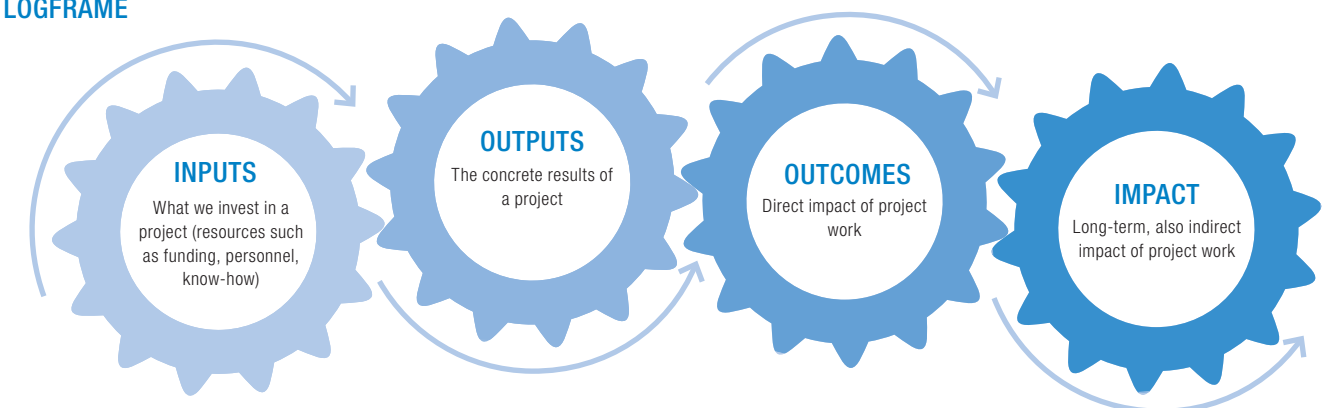 LOGFRAME
INPUTS
What we invest in a
project (resources such
as funding, personnel,
know-how)
OUTPUTS
The concrete results of
a project
OUTCOMES
Direct impact of project
work
IMPACT
Long-term, also indirect
impact of project work